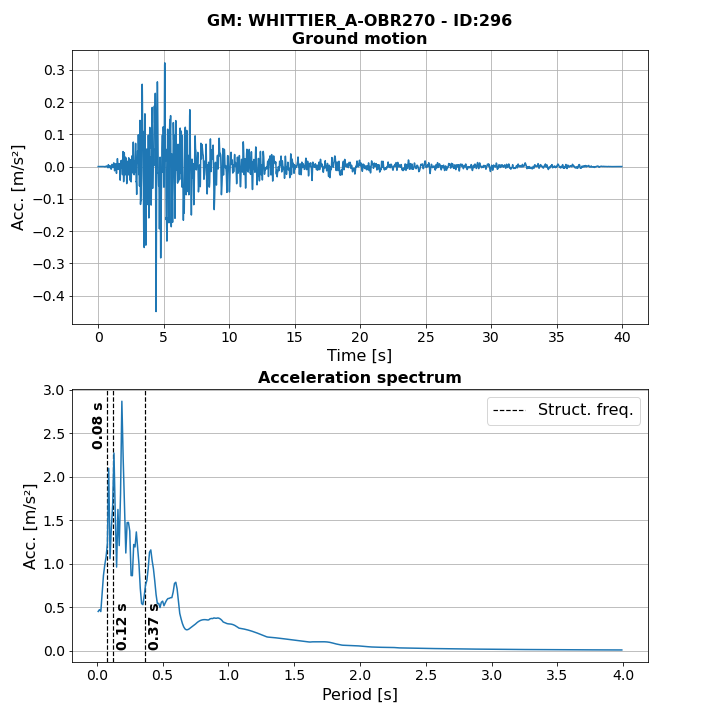 GM: WHITTIER_A-OBR270 - ID:296
Ground motion
0.3
0.2
0.1
0.0
−0.1
−0.2
−0.3
−0.4
Acc. [m/s²]
0 5 10 15 20 25 30 35 40
Time [s]
Acceleration spectrum
3.0
2.5
2.0
1.5
1.0
0.5
0.0
Acc. [m/s²]
Struct. freq.
0.08 s
0.12 s
0.37 s
0.0 0.5 1.0 1.5 2.0 2.5 3.0 3.5 4.0
Period [s]